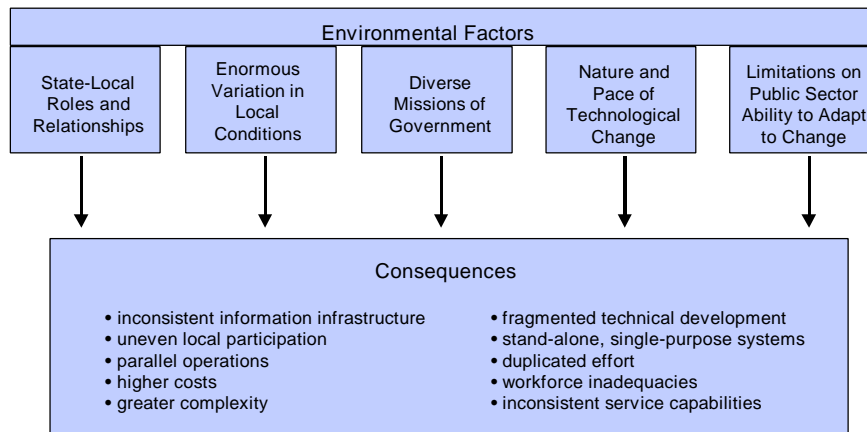 Environmental Factors
State-Local
Roles and
Relationships
Enormous
Variation in
Local
Conditions
Diverse
Missions of
Government
Nature and
Pace of
Technological
Change
Limitations on
Public Sector
Ability to Adapt
to Change
Consequences
• inconsistent information infrastructure
• uneven local participation
• parallel operations
• higher costs
• greater complexity
• fragmented technical development
• stand-alone, single-purpose systems
• duplicated effort
• workforce inadequacies
• inconsistent service capabilities